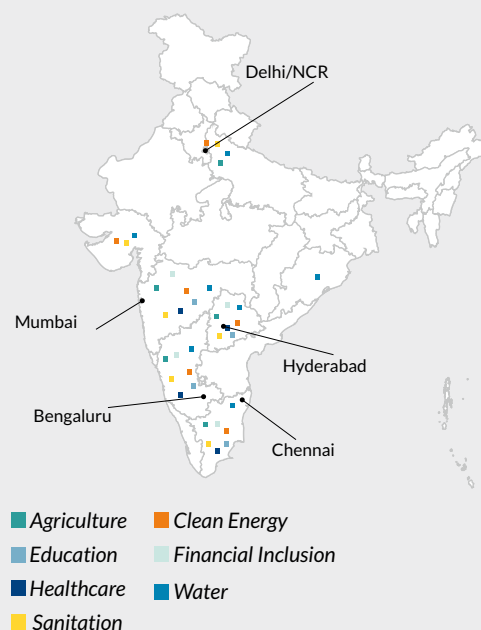 Delhi/NCR
Mumbai
Hyderabad
Bengaluru
Chennai
Agriculture
Clean Energy
Education
Financial Inclusion
Healthcare
Water
Sanitation